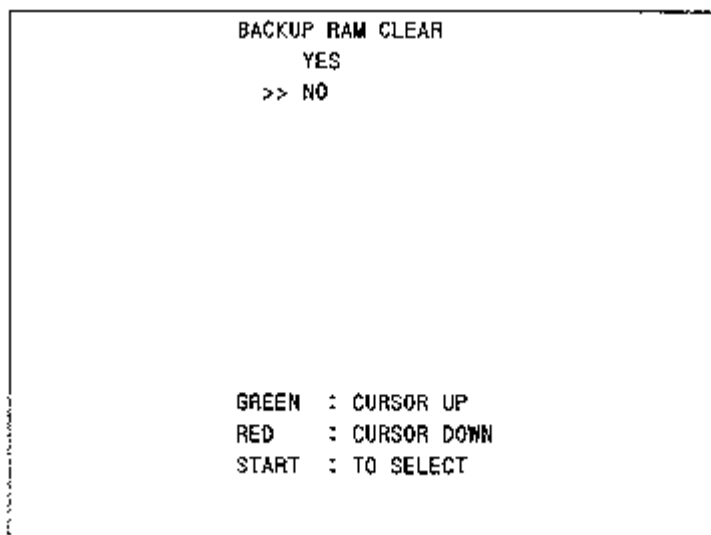 BACKUP RAM CLEAR
YES
>> NO
GREEN : CURSOR UP
RED : CURSOR DOWN
START : TO SELECT